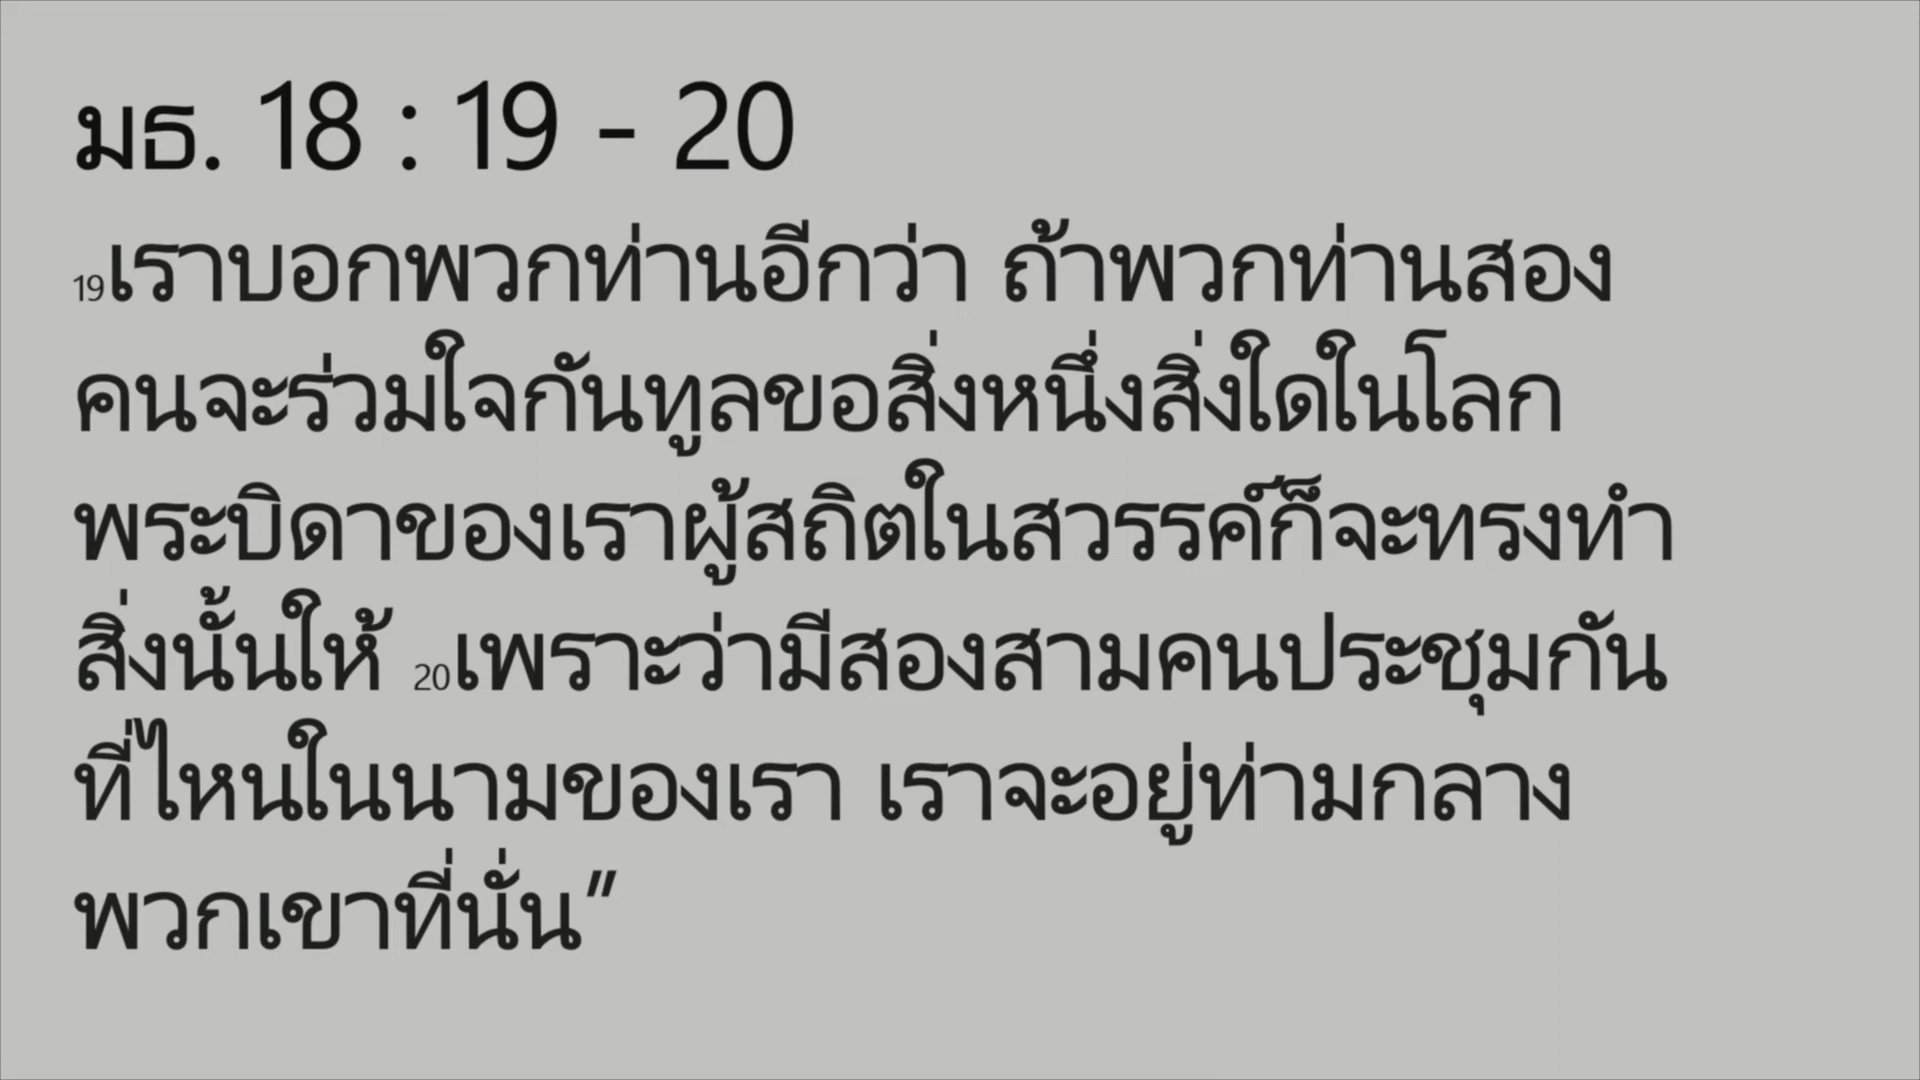 มธ. 18 : 19 - 20
19เราบอกพวกท่านอีกว่า ถ้าพวกท่านสอง
คนจะร่วมใจกันทูลขอสิ่งหนึ่งสิ่งใดในโลก
พระบิดาของเราผู้สถิตในสวรรค์ก็จะทรงทำ
สิ่งนั้นให้ 20เพราะว่ามีสองสามคนประชุมกัน
ที่ไหนในนามของเรา เราจะอยู่ท่ามกลาง
พวกเขาที่นั่น”